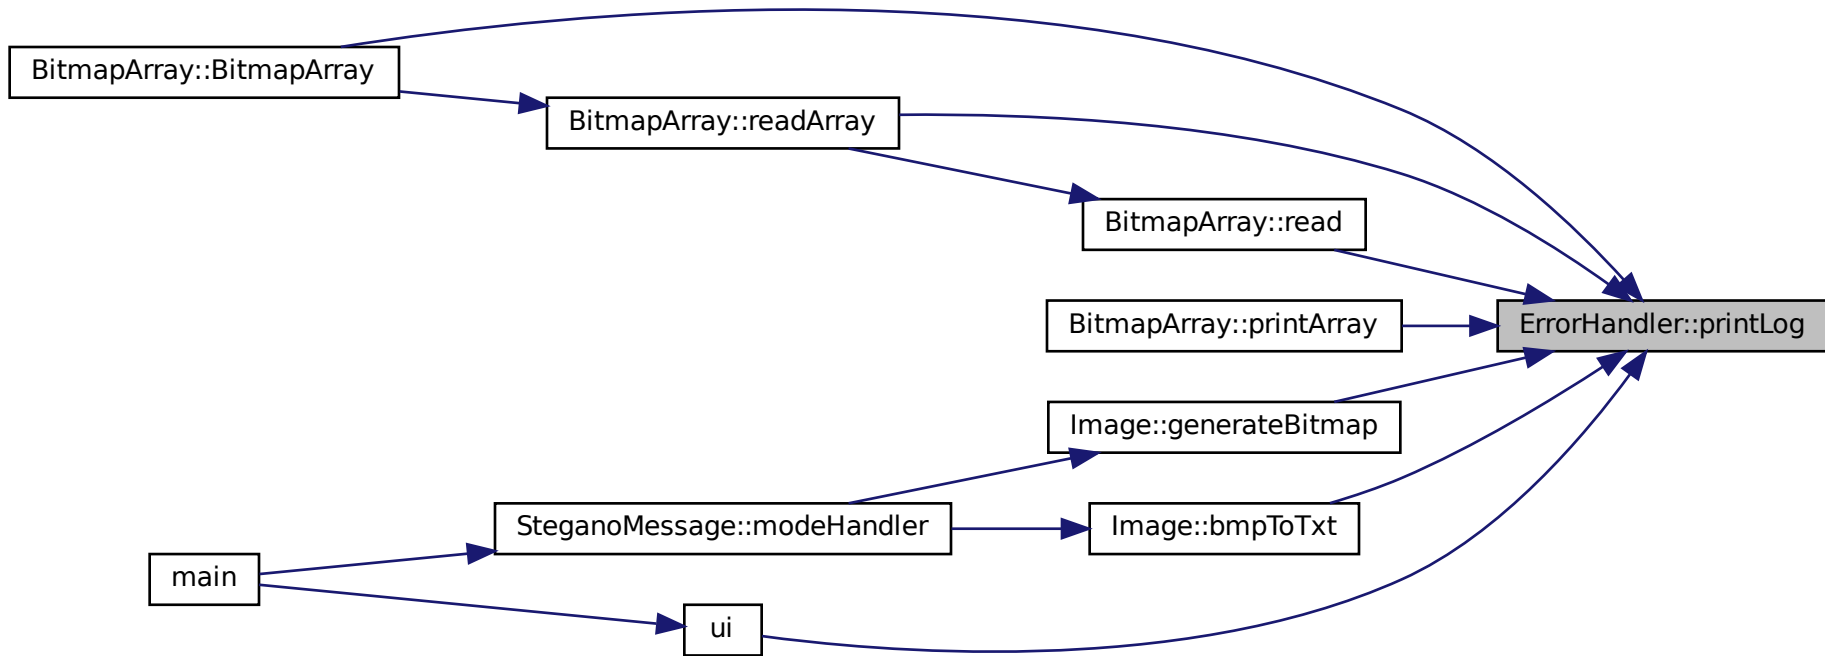 BitmapArray::BitmapArray
BitmapArray::readArray
BitmapArray::read
BitmapArray::printArray
ErrorHandler::printLog
Image::generateBitmap
SteganoMessage::modeHandler
Image::bmpToTxt
main
ui